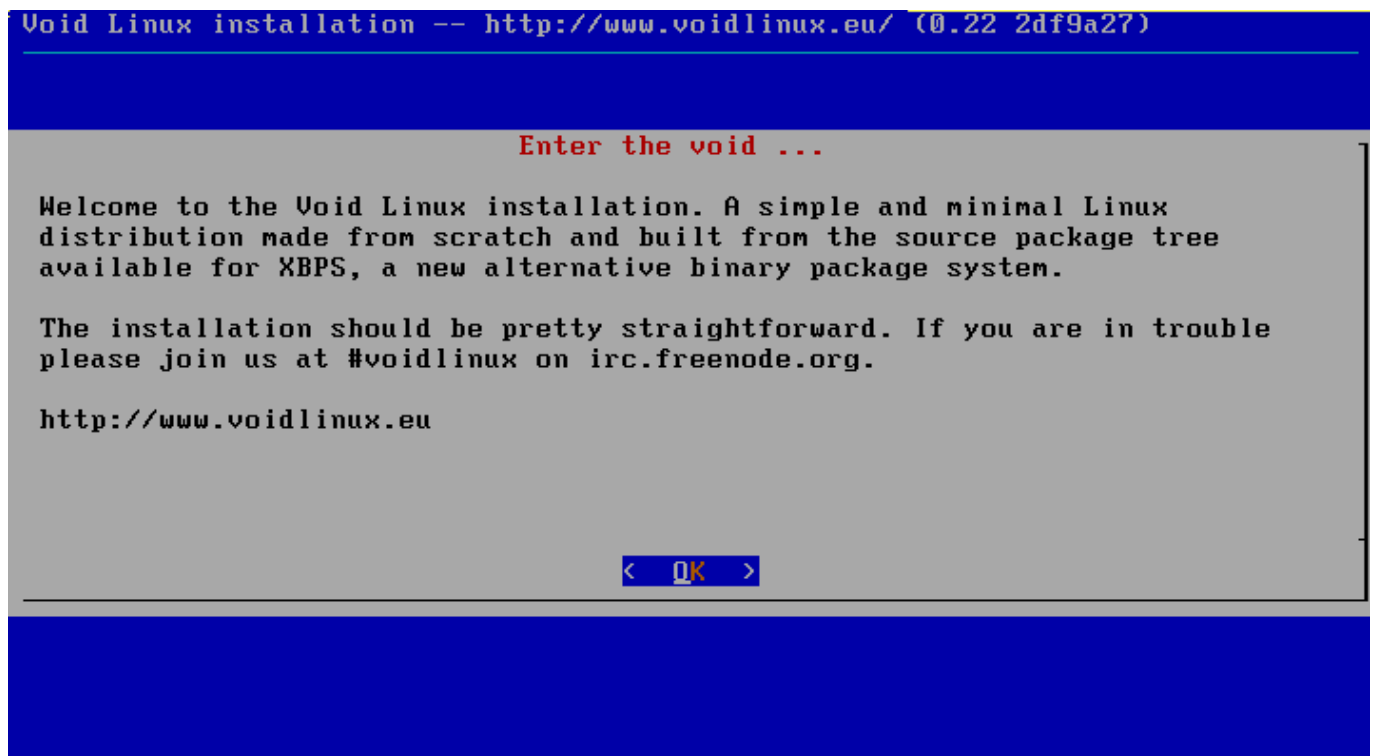 Void Linux installation -- http://www.voidlinux.eu/ (0.22 2df9a27)
Enter the void ...
Welcome to the Void Linux installation. A simple and minimal Linux
distribution made from scratch and built from the source package tree
available for XBPS, a new alternative binary package system.
The installation should be pretty straightforward. If you are in trouble
please join us at #voidlinux on irc.freenode.org.
http://www.voidlinux.eu
< OK >